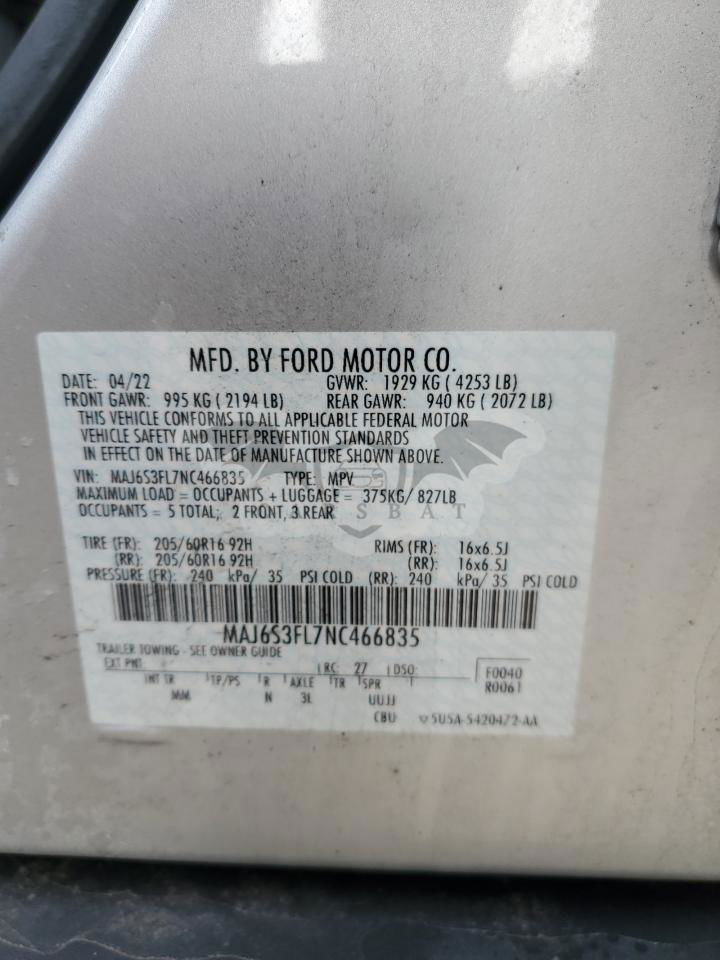 MFD. BY FORD MOTOR CO.
DATE: 04/22 GVWR: 1929 KG ( 4253 LB)
FRONT GAWR: 995 KG ( 2194 LB) REAR GAWR: 940 KG ( 2072 LB)
THIS VEHICLE CONFORMS TO ALL APPLICABLE FEDERAL MOTOR
VEHICLE SAFETY AND THEFT PREVENTION STANDARDS
IN EFFECT ON THE DATE OF MANUFACTURE SHOWN ABOVE.
VIN: MAJ6S3FL7NC466835 TYPE: MPV
MAXIMUM LOAD = OCCUPANTS + LUGGAGE = 375KG/ 827LB
OCCUPANTS = 5 TOTAL; 2 FRONT, 3 REAR
SBAT
TIRE (FR): 205/60R16 92H RIMS (FR): 16x6.5J
(RR): 205/60R16 92H (RR): 16x6.5J
PRESSURE (FR): 240 kPa/ 35 PSI COLD (RR): 240 kPa/ 35 PSI COLD
MAJ6S3FL7NC466835
TRAILER TOWING - SEE OWNER GUIDE
EXT PNT RC: 27 DSO: F0040
INT TR TP/PS R AXLE TR SPR R0061
MM N 3L UUJJ
CBU 5U5A-5420472-AA